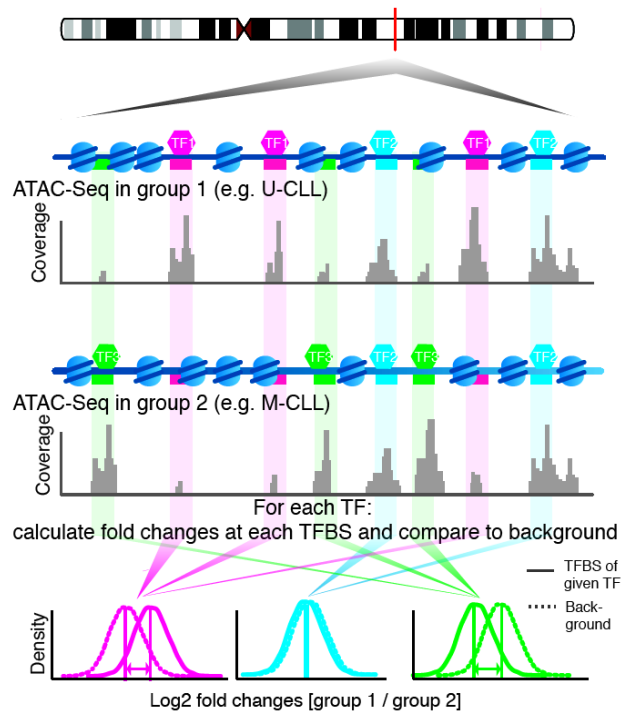 TF1 TF1 TF2 TF1 TF2
ATAC-Seq in group 1 (e.g. U-CLL)
Coverage
TF3 TF3 TF2 TF3 TF2
ATAC-Seq in group 2 (e.g. M-CLL)
Coverage
For each TF:
calculate fold changes at each TFBS and compare to background
TFBS of
given TF
Back-
ground
Density
Log2 fold changes [group 1 / group 2]